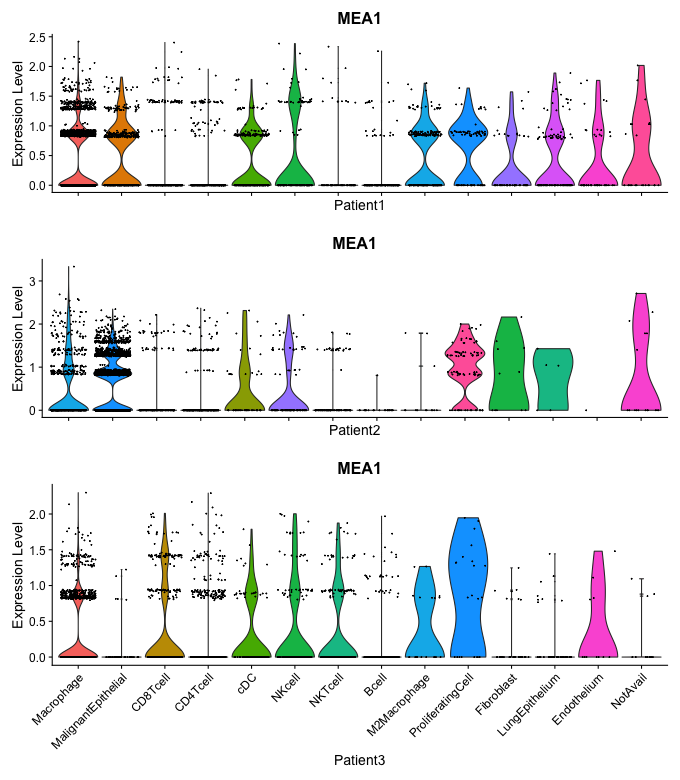 MEA1
Expression Level
2.5
2.0
1.5
1.0
0.5
0.0
Patient1
MEA1
Expression Level
3
2
1
0
Patient2
MEA1
Expression Level
2.0
1.5
1.0
0.5
0.0
Macrophage
MalignantEpithelial
CD8Tcell
CD4Tcell
cDC
NKcell
NKTcell
Bcell
M2Macrophage
ProliferatingCell
Fibroblast
LungEpithelium
Endothelium
NotAvail
Patient3